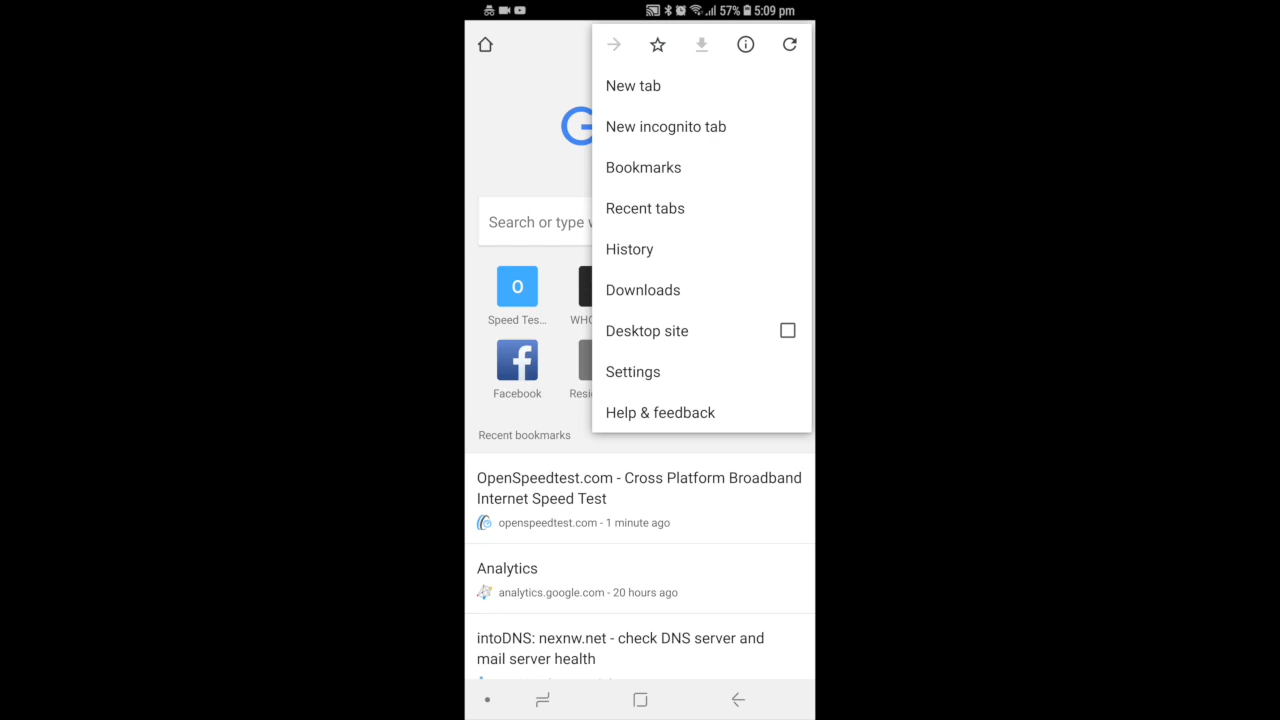 57% 5:09 pm
G
New tab
New incognito tab
Bookmarks
Recent tabs
History
Downloads
Desktop site
Settings
Help & feedback
Search or type
O
Speed Tes...
WHO
Facebook
Resi
Recent bookmarks
OpenSpeedtest.com - Cross Platform Broadband
Internet Speed Test
openspeedtest.com - 1 minute ago
Analytics
analytics.google.com - 20 hours ago
intoDNS: nexnw.net - check DNS server and
mail server health